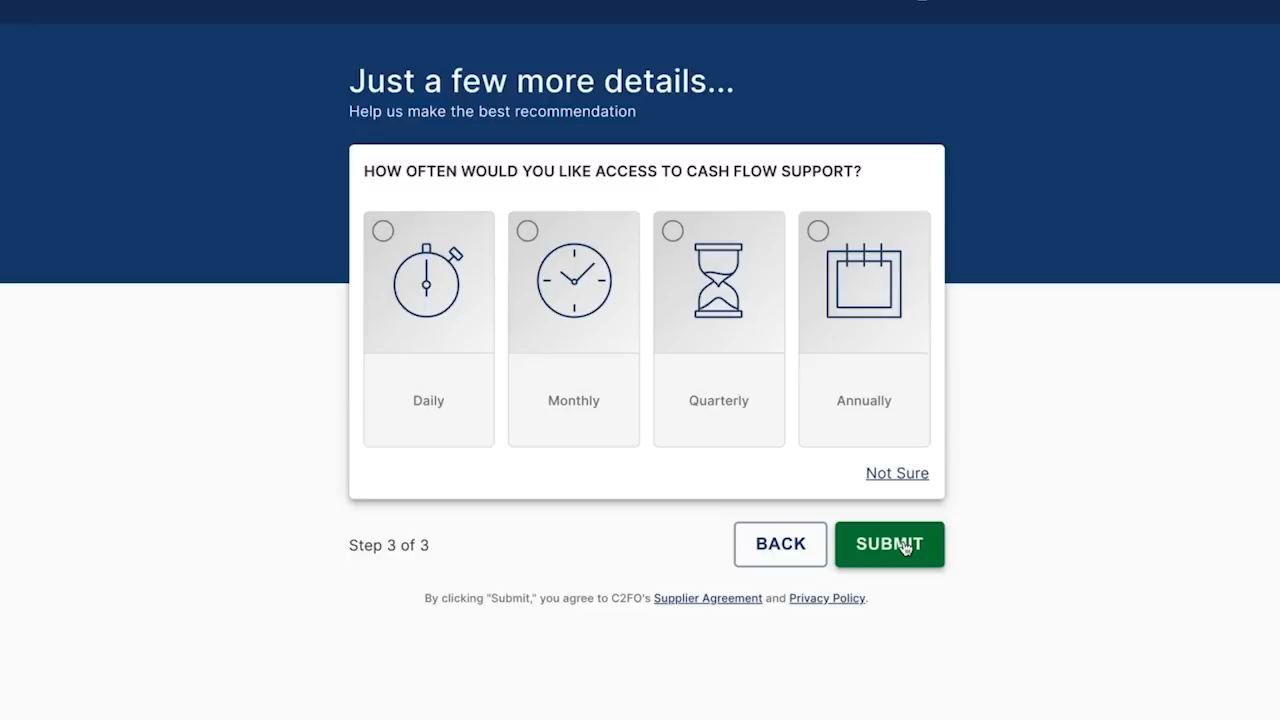 Just a few more details...
Help us make the best recommendation
HOW OFTEN WOULD YOU LIKE ACCESS TO CASH FLOW SUPPORT?
Daily
Monthly
Quarterly
Annually
Not Sure
Step 3 of 3
BACK
SUBMIT
By clicking "Submit," you agree to C2FO's Supplier Agreement and Privacy Policy.